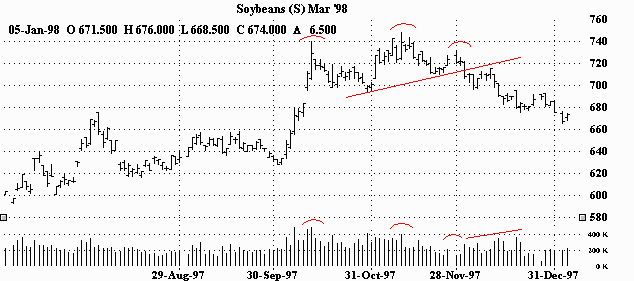 Soybeans (S) Mar '98
05-Jan-98 O 671.500 H 676.000 L 668.500 C 674.000 A 6.500
760
740
720
700
680
660
640
620
600
580
400 K
200 K
0 K
29-Aug-97 30-Sep-97 31-Oct-97 28-Nov-97 31-Dec-97